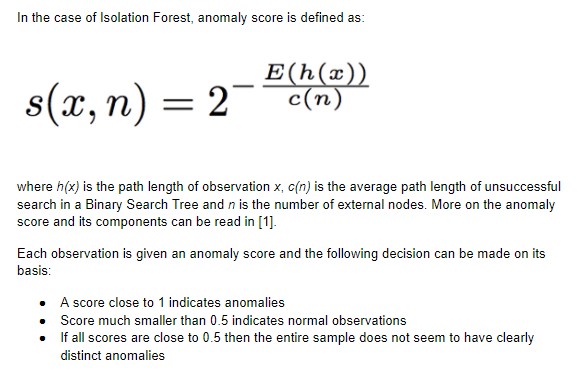 In the case of Isolation Forest, anomaly score is defined as:
s(x, n) = 2^{-\frac{E(h(x))}{c(n)}}
where h(x) is the path length of observation x, c(n) is the average path length of unsuccessful
search in a Binary Search Tree and n is the number of external nodes. More on the anomaly
score and its components can be read in [1].
Each observation is given an anomaly score and the following decision can be made on its
basis:
• A score close to 1 indicates anomalies
• Score much smaller than 0.5 indicates normal observations
• If all scores are close to 0.5 then the entire sample does not seem to have clearly
distinct anomalies